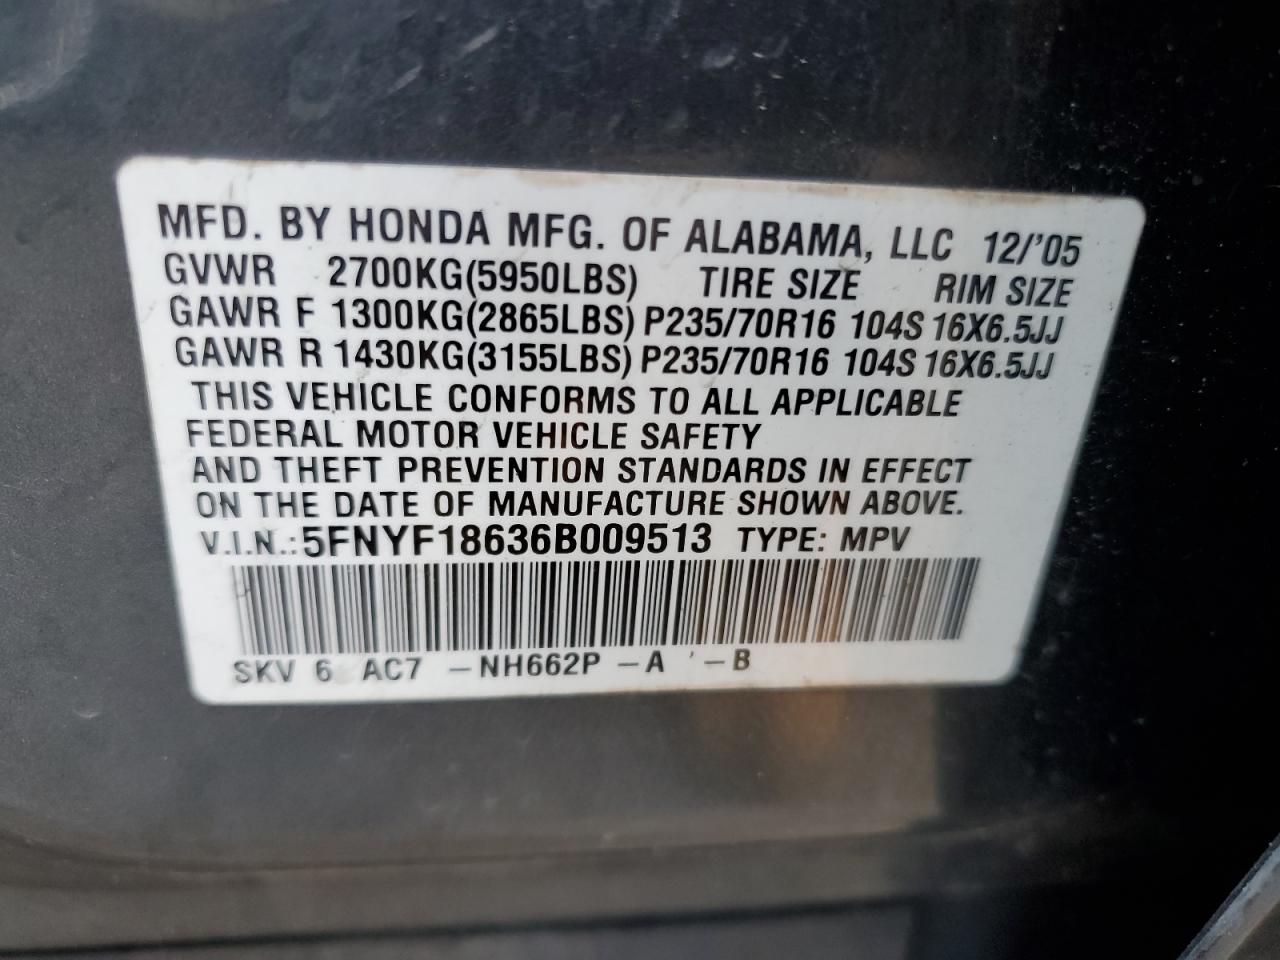 MFD. BY HONDA MFG. OF ALABAMA, LLC 12/'05
GVWR 2700KG(5950LBS) TIRE SIZE RIM SIZE
GAWR F 1300KG(2865LBS) P235/70R16 104S 16X6.5JJ
GAWR R 1430KG(3155LBS) P235/70R16 104S 16X6.5JJ
THIS VEHICLE CONFORMS TO ALL APPLICABLE
FEDERAL MOTOR VEHICLE SAFETY
AND THEFT PREVENTION STANDARDS IN EFFECT
ON THE DATE OF MANUFACTURE SHOWN ABOVE.
V.I.N.: 5FNYF18636B009513 TYPE: MPV
SKV 6 AC7 -NH662P -A '-B